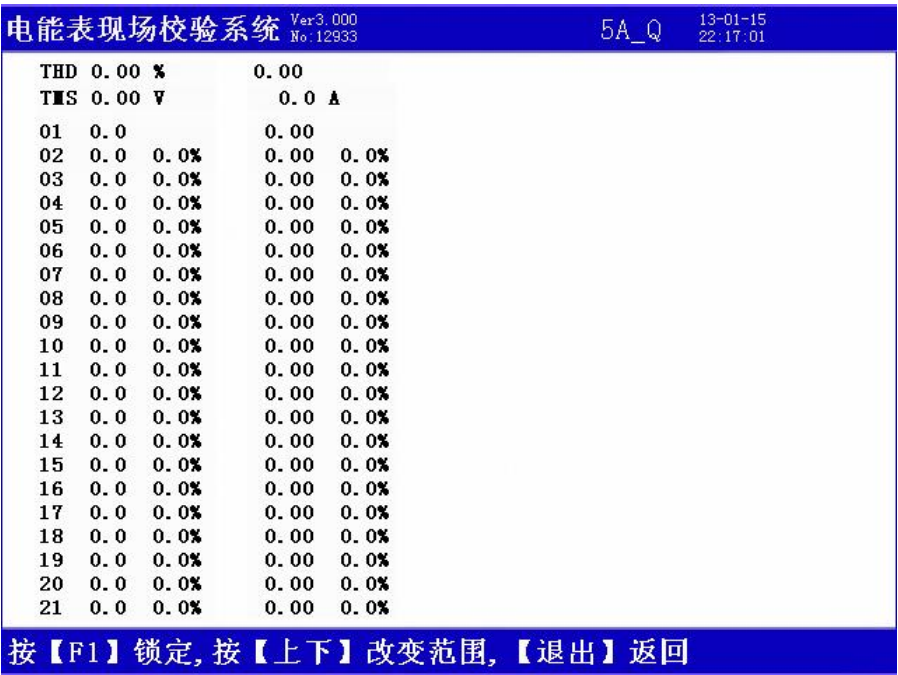 电能表现场校验系统 Ver3.000 No:12933 5A_Q 13-01-15 22:17:01
THD 0.00 % 0.00
TMS 0.00 V 0.0 A
01 0.0 0.00
02 0.0 0.0% 0.00 0.0%
03 0.0 0.0% 0.00 0.0%
04 0.0 0.0% 0.00 0.0%
05 0.0 0.0% 0.00 0.0%
06 0.0 0.0% 0.00 0.0%
07 0.0 0.0% 0.00 0.0%
08 0.0 0.0% 0.00 0.0%
09 0.0 0.0% 0.00 0.0%
10 0.0 0.0% 0.00 0.0%
11 0.0 0.0% 0.00 0.0%
12 0.0 0.0% 0.00 0.0%
13 0.0 0.0% 0.00 0.0%
14 0.0 0.0% 0.00 0.0%
15 0.0 0.0% 0.00 0.0%
16 0.0 0.0% 0.00 0.0%
17 0.0 0.0% 0.00 0.0%
18 0.0 0.0% 0.00 0.0%
19 0.0 0.0% 0.00 0.0%
20 0.0 0.0% 0.00 0.0%
21 0.0 0.0% 0.00 0.0%
按【F1】锁定,按【上下】改变范围,【退出】返回